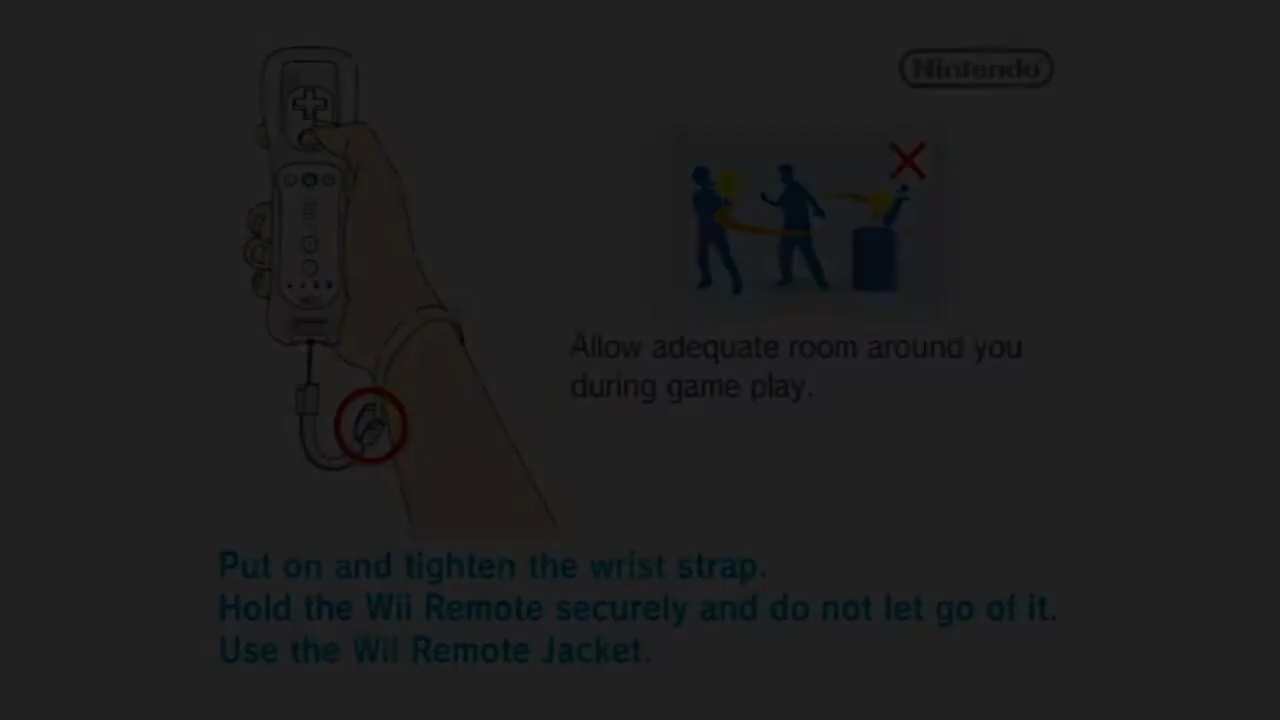 Nintendo
Allow adequate room around you
during game play.
Put on and tighten the wrist strap.
Hold the Wii Remote securely and do not let go of it.
Use the Wii Remote Jacket.